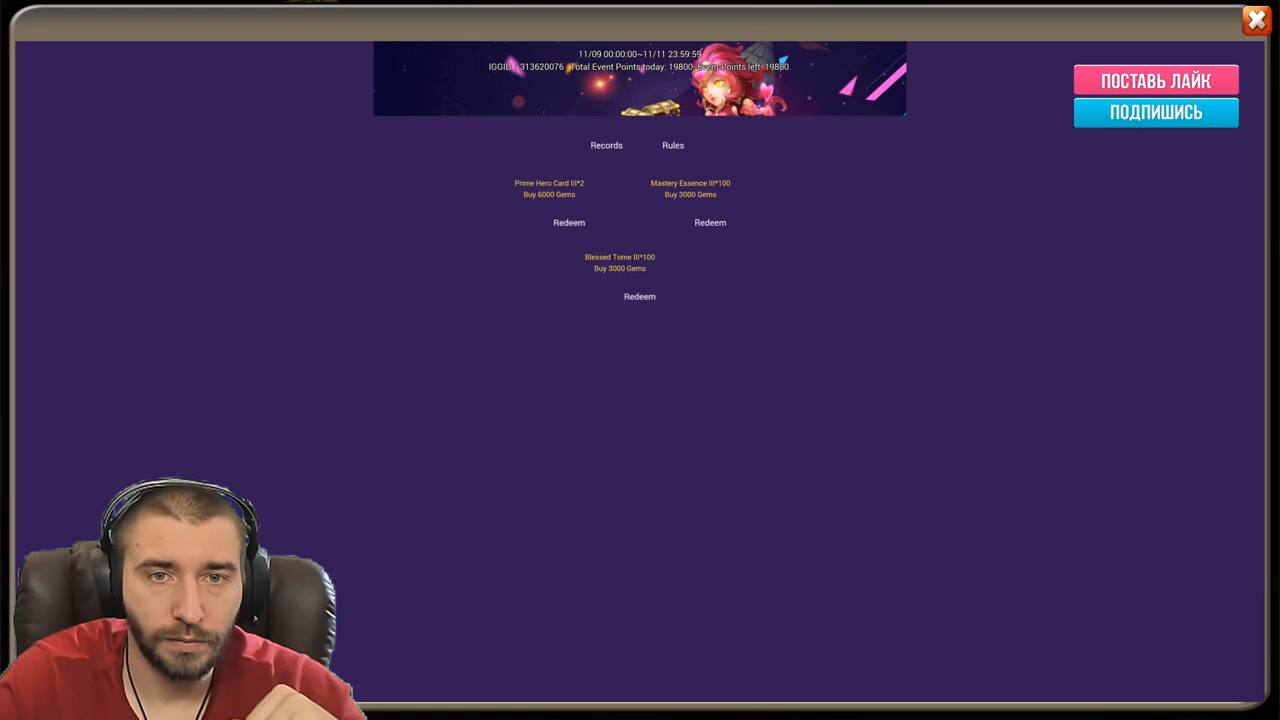 11/09 00:00:00~11/11 23:59:59
IGGID : 313620076 Total Event Points today: 19800. Event Points left: 19800.
ПОСТАВЬ ЛАЙК
ПОДПИШИСЬ
Records Rules
Prime Hero Card III*2 Mastery Essence III*100
Buy 6000 Gems Buy 3000 Gems
Redeem Redeem
Blessed Tome III*100
Buy 3000 Gems
Redeem